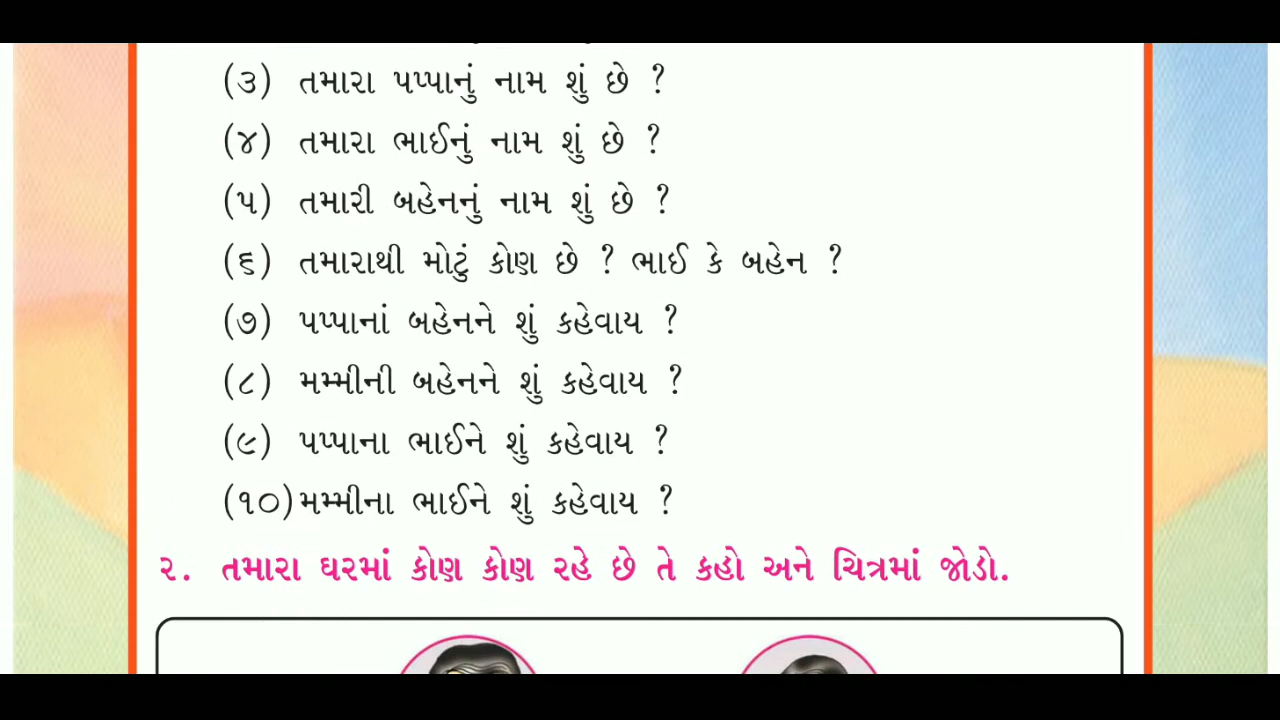 (૩) તમારા પપ્પાનું નામ શું છે ?
(૪) તમારા ભાઈનું નામ શું છે ?
(૫) તમારી બહેનનું નામ શું છે ?
(૬) તમારાથી મોટું કોણ છે ? ભાઈ કે બહેન ?
(૭) પપ્પાનાં બહેનને શું કહેવાય ?
(૮) મમ્મીની બહેનને શું કહેવાય ?
(૯) પપ્પાના ભાઈને શું કહેવાય ?
(૧૦) મમ્મીના ભાઈને શું કહેવાય ?
૨. તમારા ઘરમાં કોણ કોણ રહે છે તે કહો અને ચિત્રમાં જોડો.